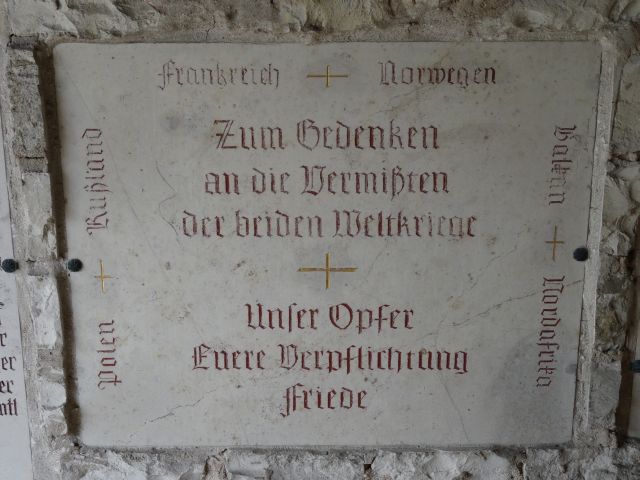 Frankreich + Norwegen
Zum Gedenken
an die Vermißten
der beiden Weltkriege
+
Unser Opfer
Euere Verpflichtung
Friede
Polen + Rußland
Balkan + Nordafrika